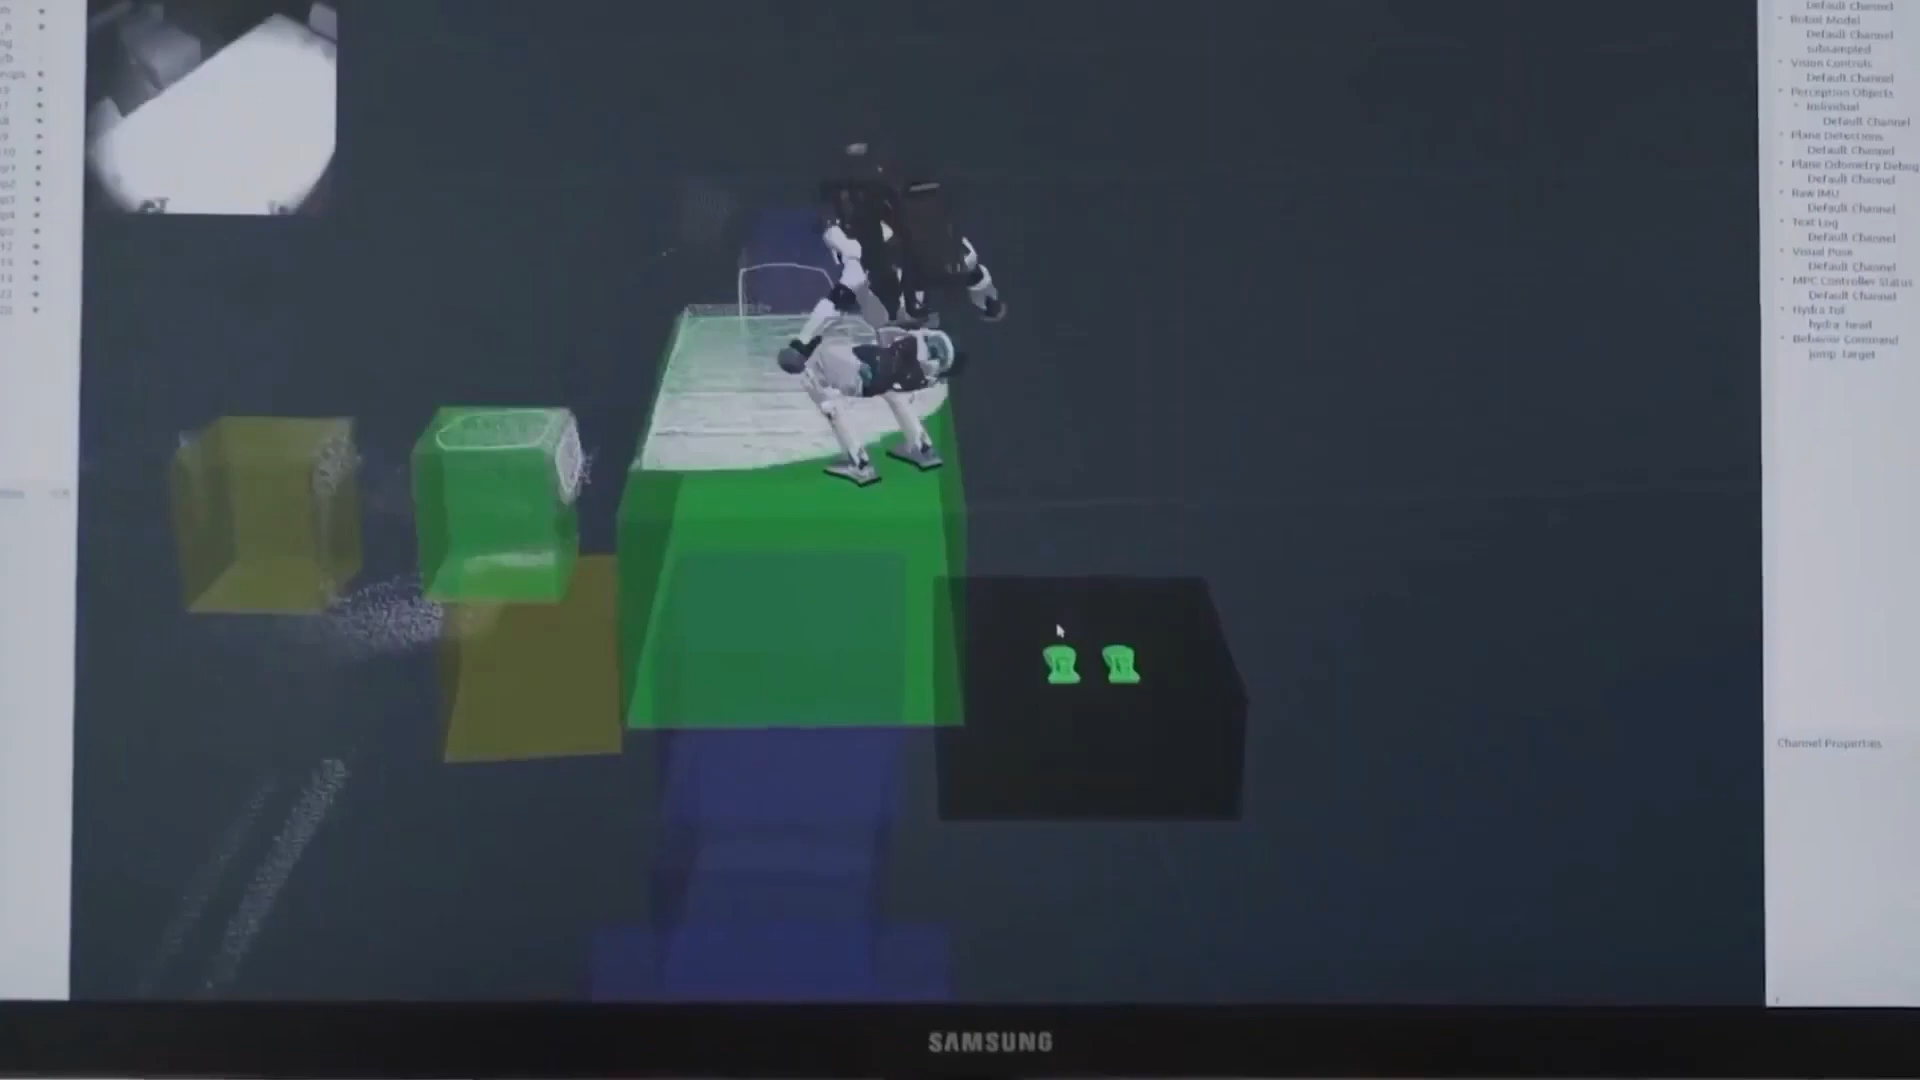 Default Channel
Robot Model
Default Channel
subsampled
Vision Controls
Default Channel
Perception Objects
Individual
Default Channel
Plane Detections
Default Channel
Plane Odometry Debug
Default Channel
Raw IMU
Default Channel
Text Log
Default Channel
Visual Pose
Default Channel
MPC Controller Status
Default Channel
Hydra ToF
hydra_head
Behavior Command
jump_target
Channel Properties
SAMSUNG